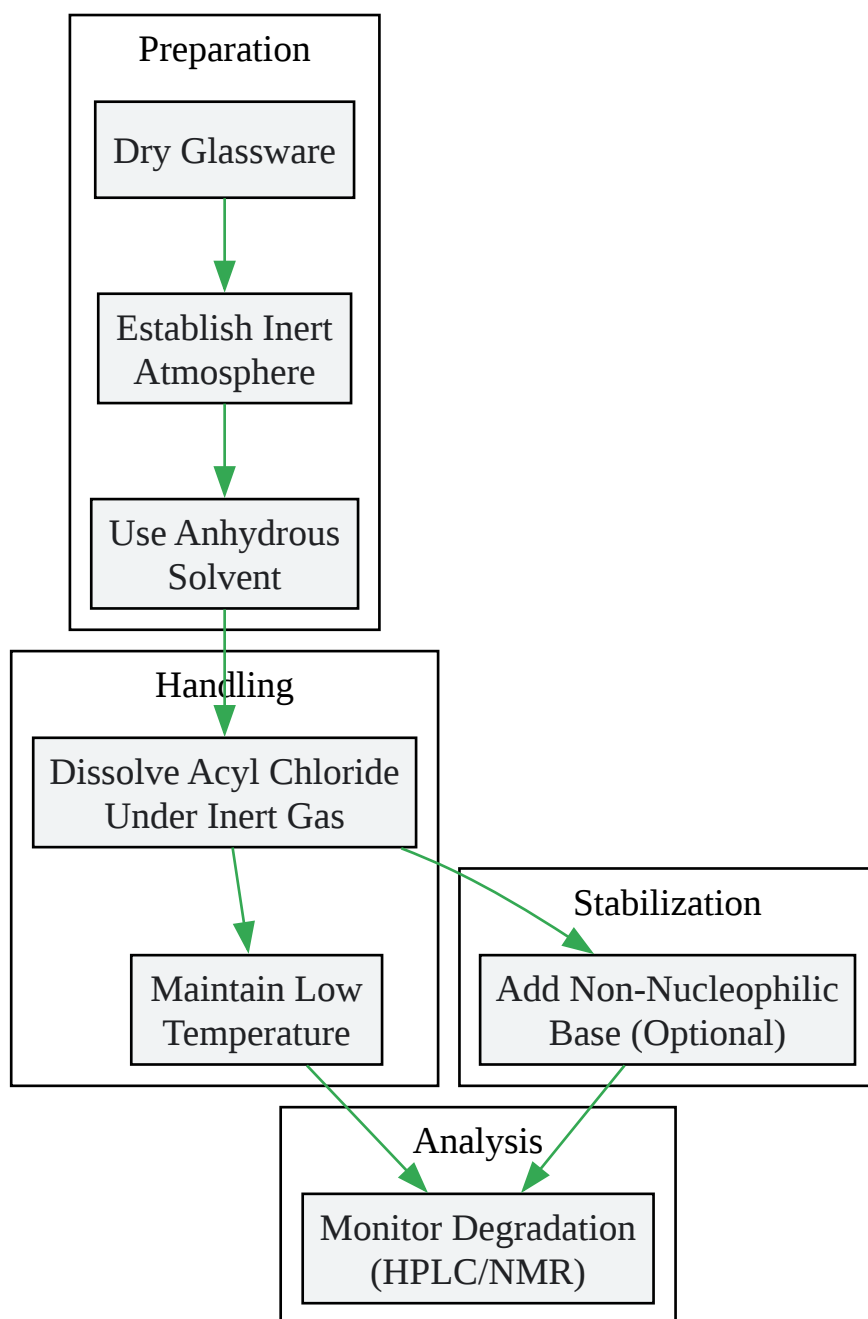 Preparation
Dry Glassware
Establish Inert
Atmosphere
Use Anhydrous
Solvent
Handling
Dissolve Acyl Chloride
Under Inert Gas
Maintain Low
Temperature
Stabilization
Add Non-Nucleophilic
Base (Optional)
Analysis
Monitor Degradation
(HPLC/NMR)